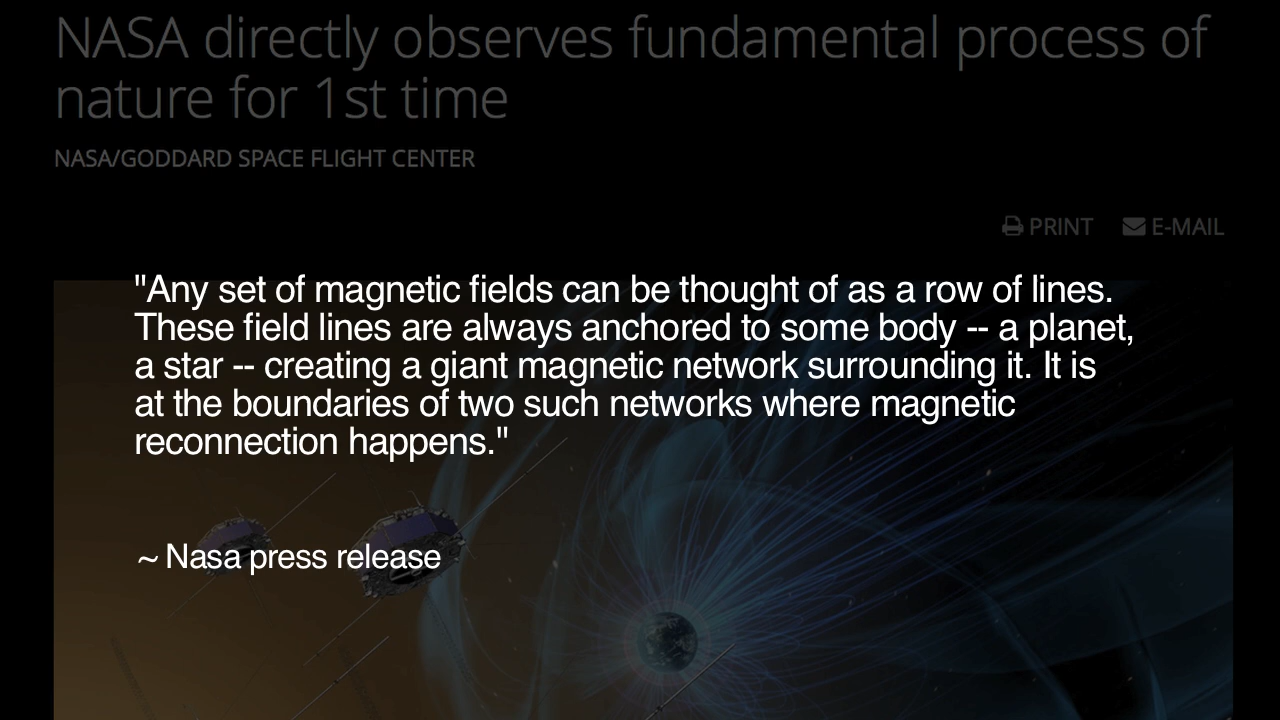 NASA directly observes fundamental process of
nature for 1st time
NASA/GODDARD SPACE FLIGHT CENTER
PRINT E-MAIL
"Any set of magnetic fields can be thought of as a row of lines.
These field lines are always anchored to some body -- a planet,
a star -- creating a giant magnetic network surrounding it. It is
at the boundaries of two such networks where magnetic
reconnection happens."
~ Nasa press release